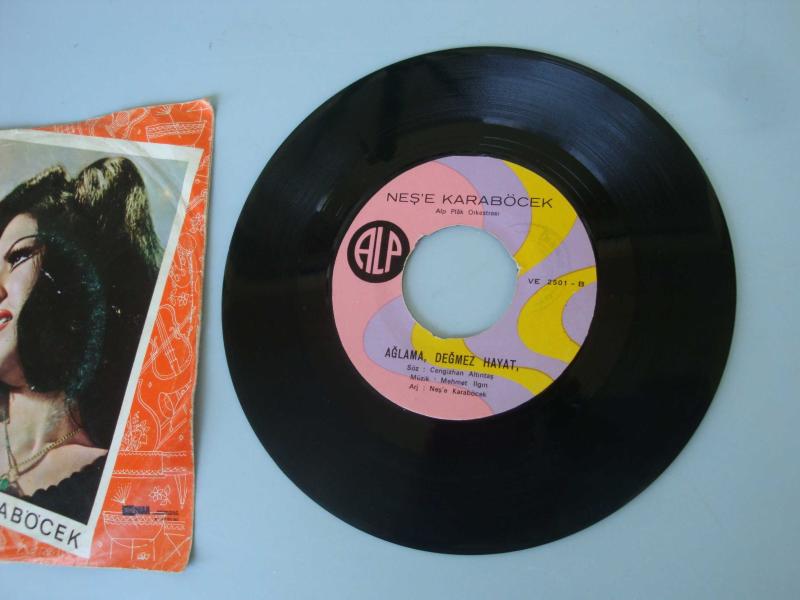 NEŞ'E KARABÖCEK
Alp Plâk Orkestrası
ALP
VE 2501 - B
AĞLAMA, DEĞMEZ HAYAT,
Söz : Cengizhan Altıntaş
Müzik : Mehmet Ilgın
Arj : Neş'e Karaböcek
ABÖCEK